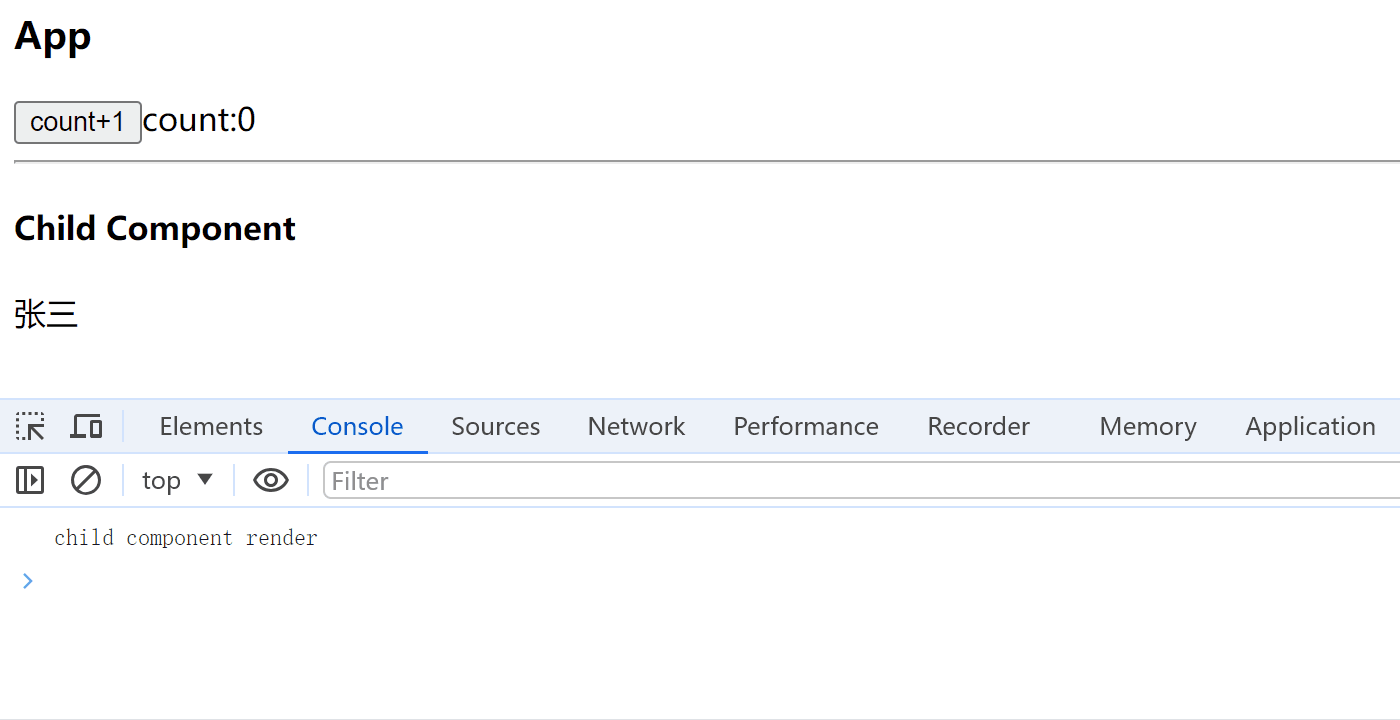 App
count+1 count:0
Child Component
张三
Elements Console Sources Network Performance Recorder Memory Application
top Filter
child component render